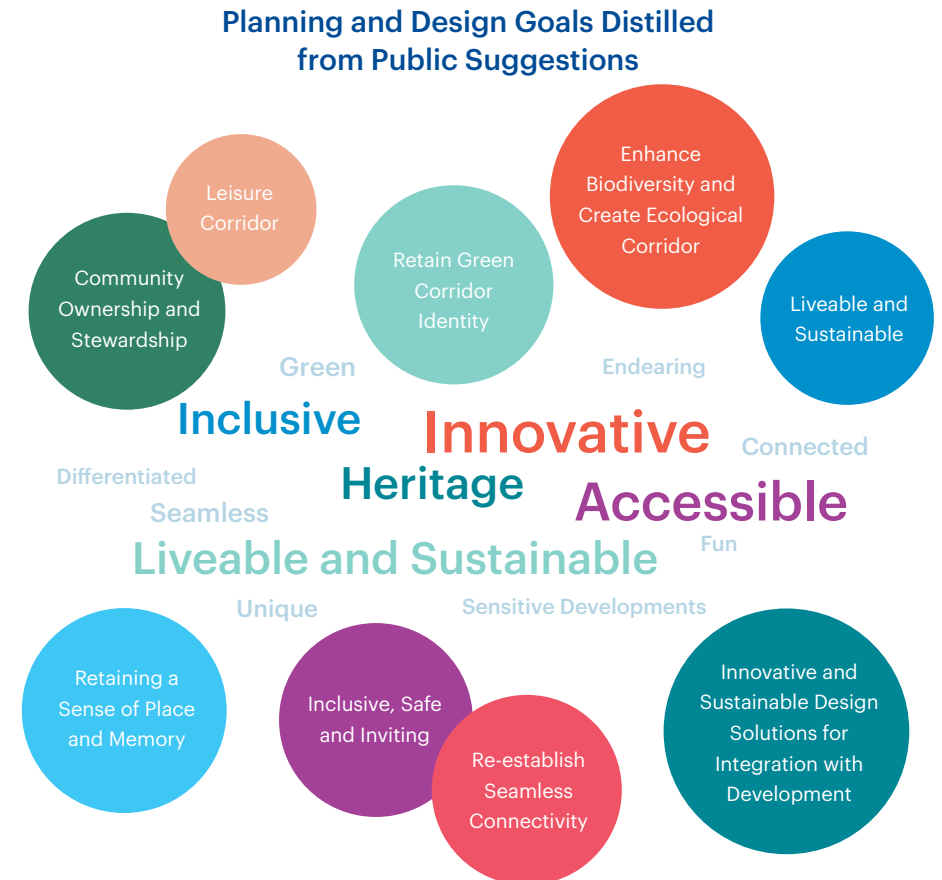 Planning and Design Goals Distilled
from Public Suggestions
Leisure
Corridor
Community
Ownership and
Stewardship
Retain Green
Corridor
Identity
Enhance
Biodiversity and
Create Ecological
Corridor
Liveable and
Sustainable
Green
Endearing
Inclusive
Innovative
Connected
Differentiated
Heritage
Accessible
Seamless
Fun
Liveable and Sustainable
Unique
Sensitive Developments
Retaining a
Sense of Place
and Memory
Inclusive, Safe
and Inviting
Re-establish
Seamless
Connectivity
Innovative and
Sustainable Design
Solutions for
Integration with
Development